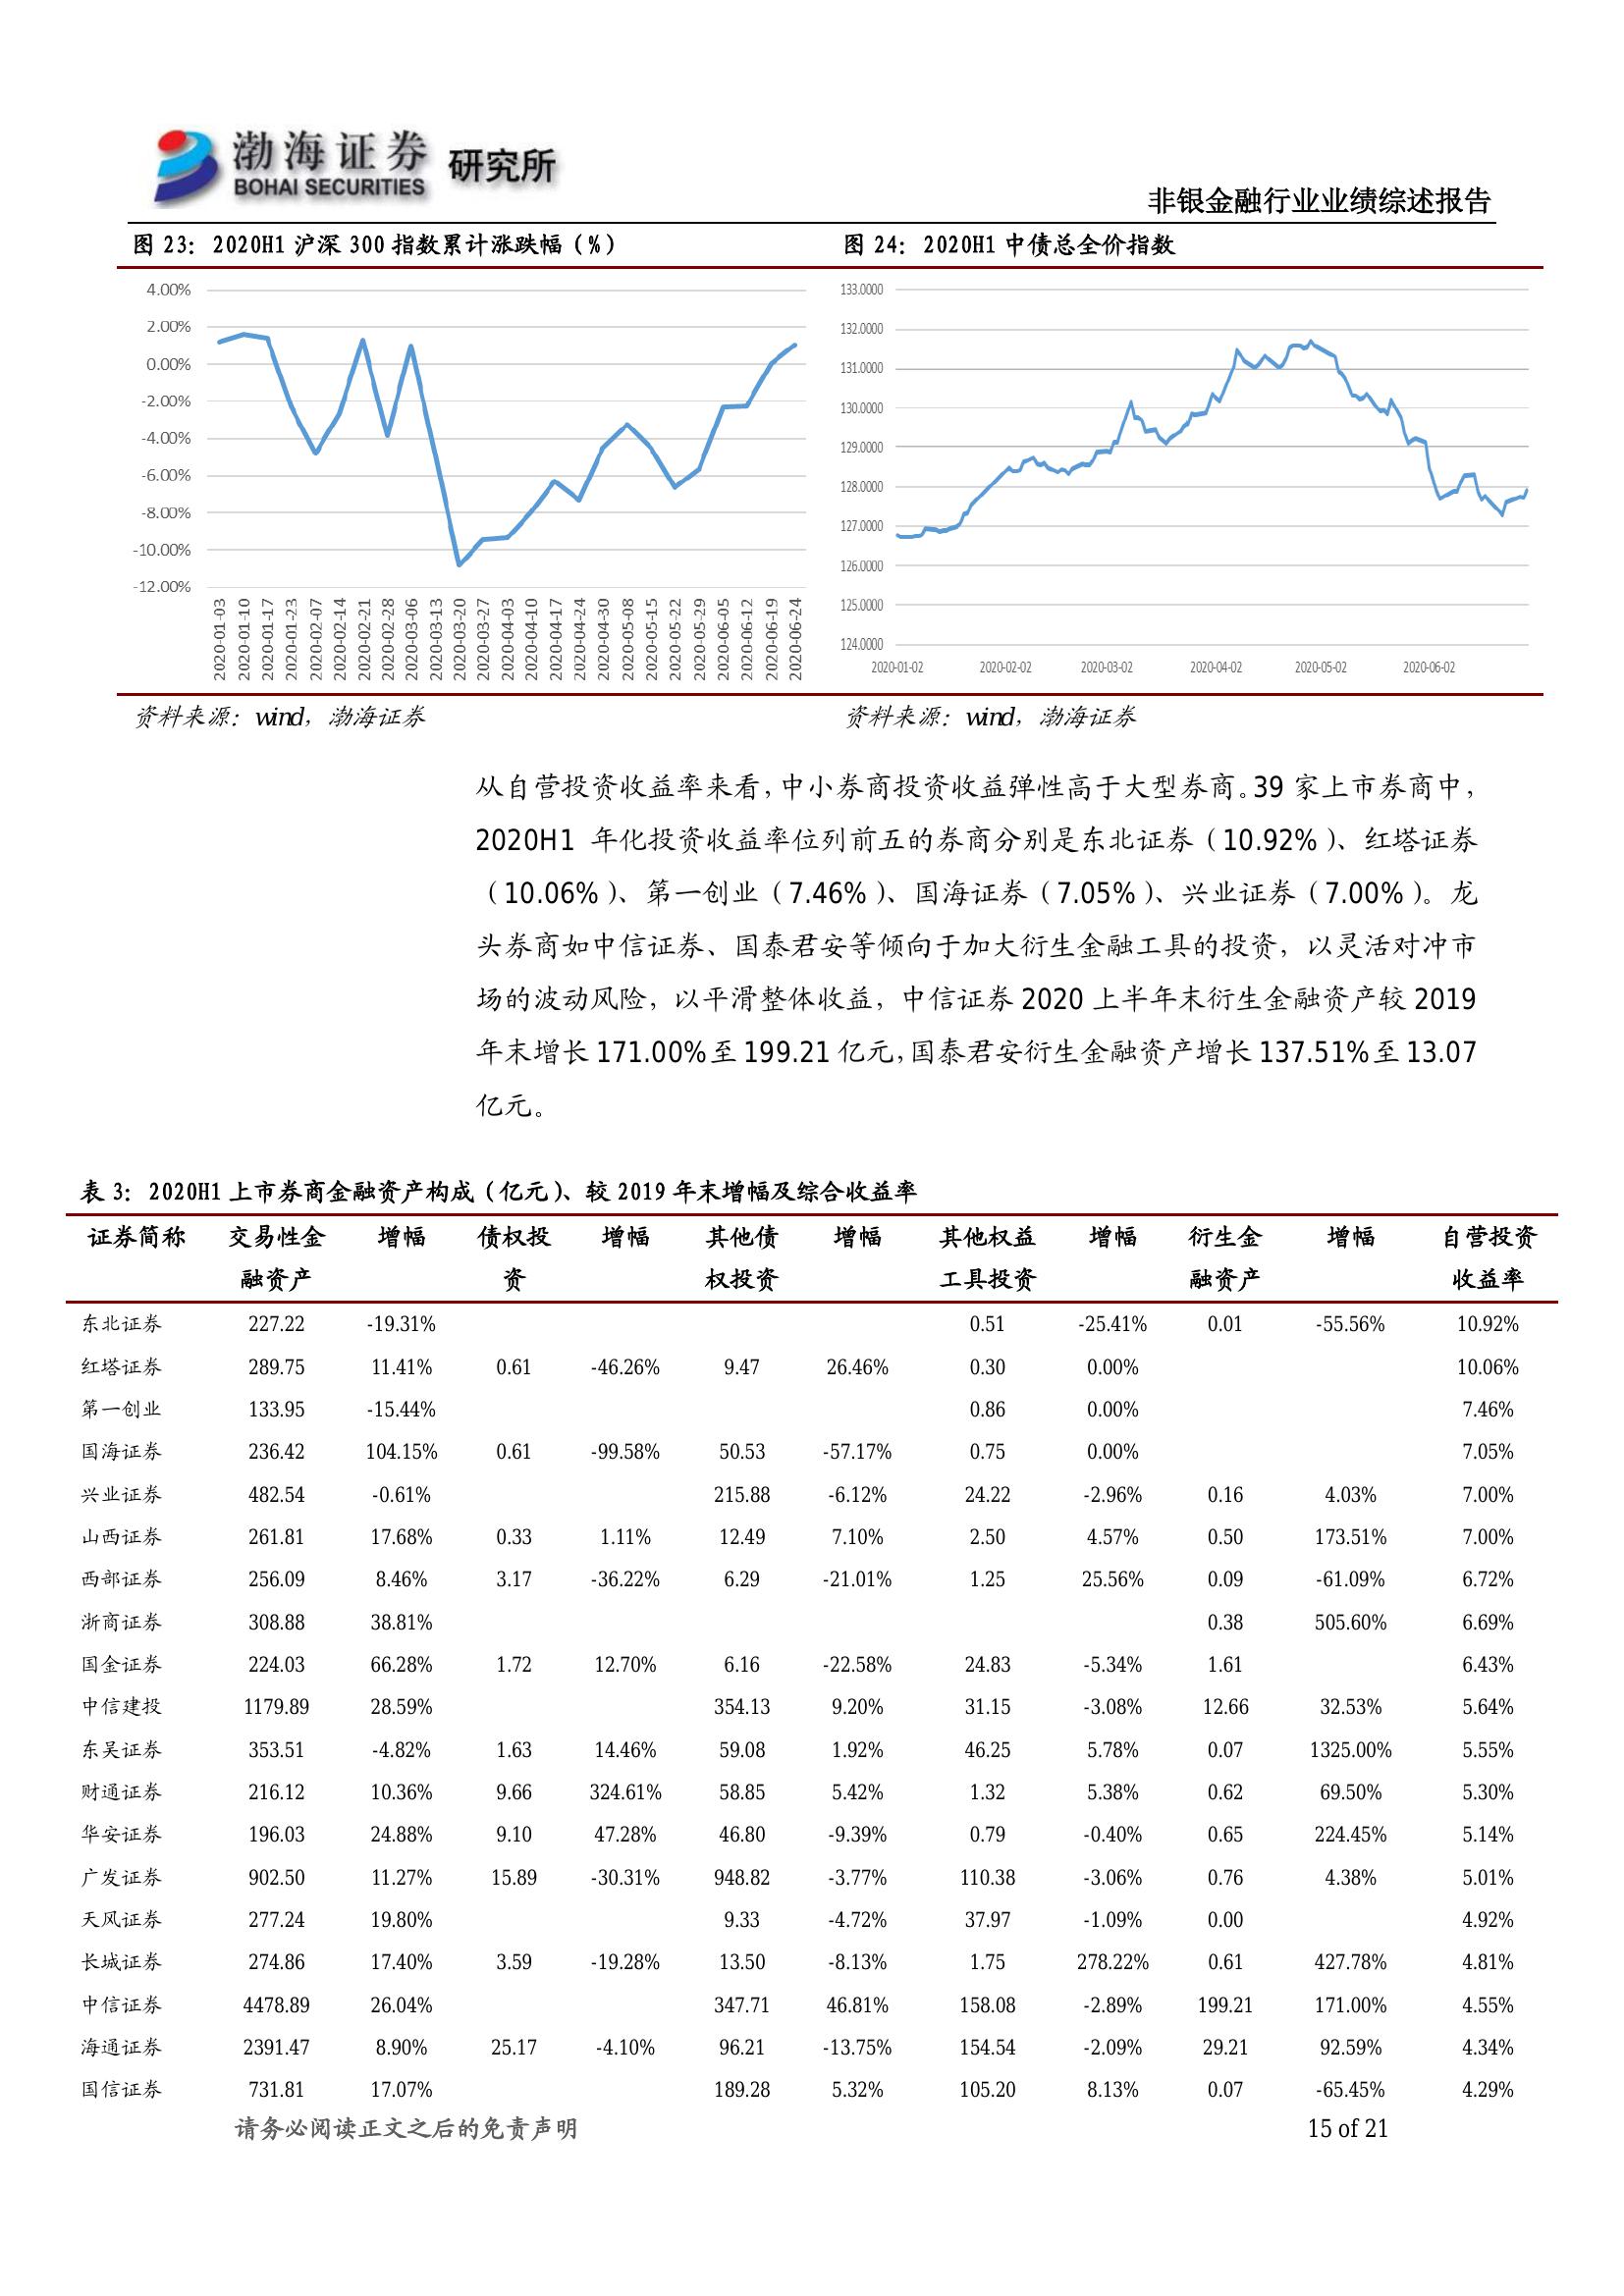 渤海证券 研究所
BOHAI SECURITIES
非银金融行业业绩综述报告
图 23：2020H1 沪深 300 指数累计涨跌幅（%）
4.00%
2.00%
0.00%
-2.00%
-4.00%
-6.00%
-8.00%
-10.00%
-12.00%
2020-01-03
2020-01-10
2020-01-17
2020-01-23
2020-02-07
2020-02-14
2020-02-21
2020-02-28
2020-03-06
2020-03-13
2020-03-20
2020-03-27
2020-04-03
2020-04-10
2020-04-17
2020-04-24
2020-04-30
2020-05-08
2020-05-15
2020-05-22
2020-05-29
2020-06-05
2020-06-12
2020-06-19
2020-06-24
资料来源：wind，渤海证券
图 24：2020H1 中债总全价指数
133.0000
132.0000
131.0000
130.0000
129.0000
128.0000
127.0000
126.0000
125.0000
124.0000
2020-01-02 2020-02-02 2020-03-02 2020-04-02 2020-05-02 2020-06-02
资料来源：wind，渤海证券
从自营投资收益率来看，中小券商投资收益弹性高于大型券商。39 家上市券商中，
2020H1 年化投资收益率位列前五的券商分别是东北证券（10.92%）、红塔证券
（10.06%）、第一创业（7.46%）、国海证券（7.05%）、兴业证券（7.00%）。龙
头券商如中信证券、国泰君安等倾向于加大衍生金融工具的投资，以灵活对冲市
场的波动风险，以平滑整体收益，中信证券 2020 上半年末衍生金融资产较 2019
年末增长 171.00%至 199.21 亿元，国泰君安衍生金融资产增长 137.51%至 13.07
亿元。
表 3：2020H1 上市券商金融资产构成（亿元）、较 2019 年末增幅及综合收益率
证券简称 交易性金 增幅 债权投 增幅 其他债 增幅 其他权益 增幅 衍生金 增幅 自营投资
融资产 资 权投资 工具投资 融资产 收益率
东北证券 227.22 -19.31% 0.51 -25.41% 0.01 -55.56% 10.92%
红塔证券 289.75 11.41% 0.61 -46.26% 9.47 26.46% 0.30 0.00% 10.06%
第一创业 133.95 -15.44% 0.86 0.00% 7.46%
国海证券 236.42 104.15% 0.61 -99.58% 50.53 -57.17% 0.75 0.00% 7.05%
兴业证券 482.54 -0.61% 215.88 -6.12% 24.22 -2.96% 0.16 4.03% 7.00%
山西证券 261.81 17.68% 0.33 1.11% 12.49 7.10% 2.50 4.57% 0.50 173.51% 7.00%
西部证券 256.09 8.46% 3.17 -36.22% 6.29 -21.01% 1.25 25.56% 0.09 -61.09% 6.72%
浙商证券 308.88 38.81% 0.38 505.60% 6.69%
国金证券 224.03 66.28% 1.72 12.70% 6.16 -22.58% 24.83 -5.34% 1.61 6.43%
中信建投 1179.89 28.59% 354.13 9.20% 31.15 -3.08% 12.66 32.53% 5.64%
东吴证券 353.51 -4.82% 1.63 14.46% 59.08 1.92% 46.25 5.78% 0.07 1325.00% 5.55%
财通证券 216.12 10.36% 9.66 324.61% 58.85 5.42% 1.32 5.38% 0.62 69.50% 5.30%
华安证券 196.03 24.88% 9.10 47.28% 46.80 -9.39% 0.79 -0.40% 0.65 224.45% 5.14%
广发证券 902.50 11.27% 15.89 -30.31% 948.82 -3.77% 110.38 -3.06% 0.76 4.38% 5.01%
天风证券 277.24 19.80% 9.33 -4.72% 37.97 -1.09% 0.00 4.92%
长城证券 274.86 17.40% 3.59 -19.28% 13.50 -8.13% 1.75 278.22% 0.61 427.78% 4.81%
中信证券 4478.89 26.04% 347.71 46.81% 158.08 -2.89% 199.21 171.00% 4.55%
海通证券 2391.47 8.90% 25.17 -4.10% 96.21 -13.75% 154.54 -2.09% 29.21 92.59% 4.34%
国信证券 731.81 17.07% 189.28 5.32% 105.20 8.13% 0.07 -65.45% 4.29%
请务必阅读正文之后的免责声明 15 of 21